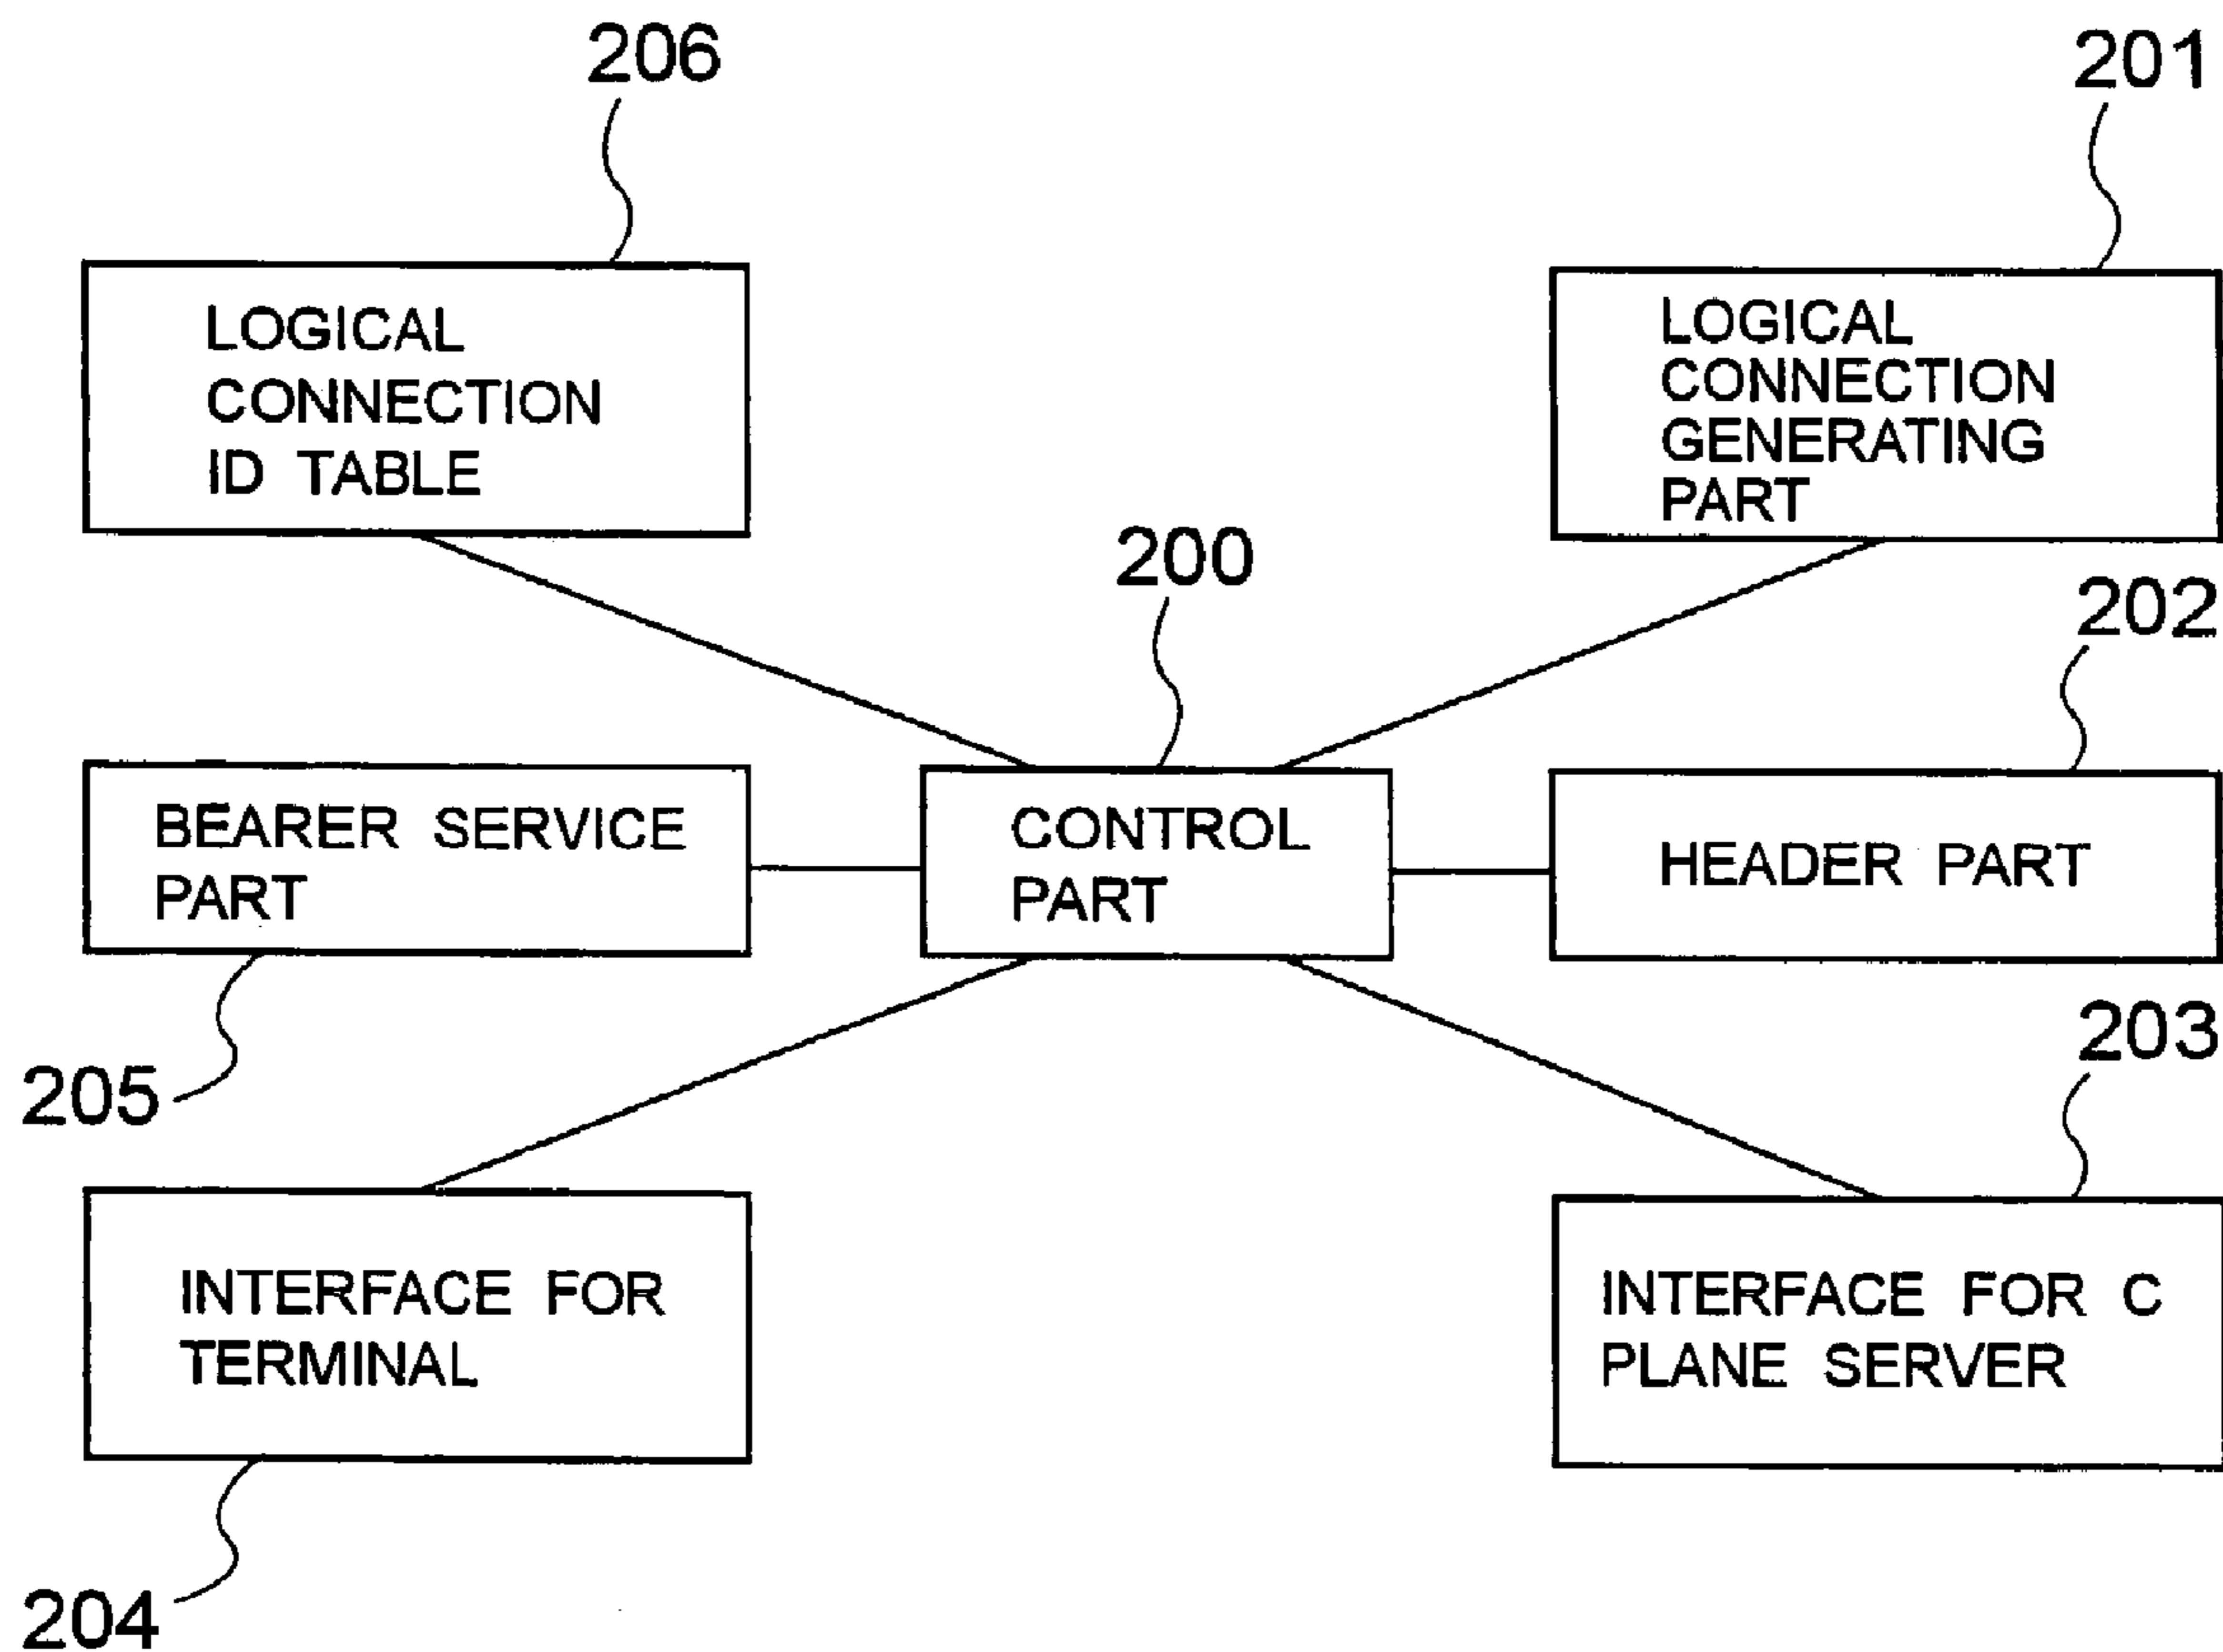 206
201
LOGICAL
CONNECTION
ID TABLE
LOGICAL
CONNECTION
GENERATING
PART
200
202
BEARER SERVICE
PART
CONTROL
PART
HEADER PART
205
203
INTERFACE FOR
TERMINAL
INTERFACE FOR C
PLANE SERVER
204